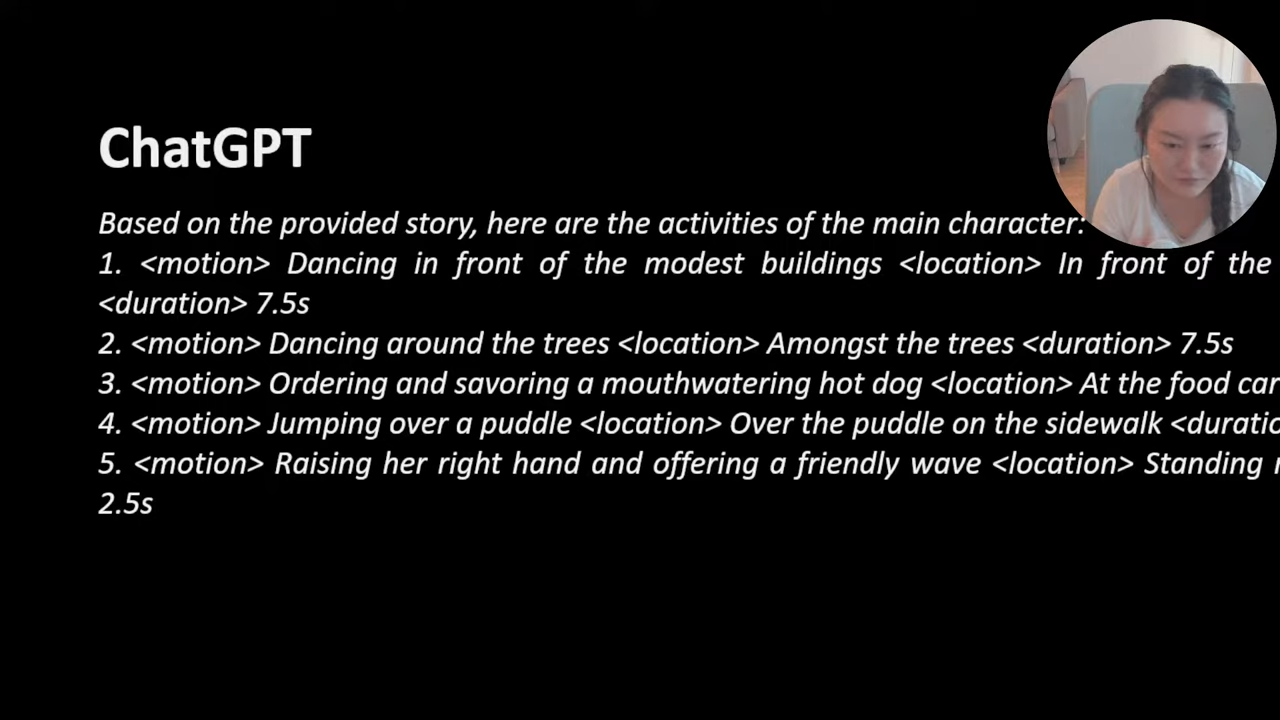 ChatGPT
Based on the provided story, here are the activities of the main character:
1. <motion> Dancing in front of the modest buildings <location> In front of the
<duration> 7.5s
2. <motion> Dancing around the trees <location> Amongst the trees <duration> 7.5s
3. <motion> Ordering and savoring a mouthwatering hot dog <location> At the food car
4. <motion> Jumping over a puddle <location> Over the puddle on the sidewalk <duratio
5. <motion> Raising her right hand and offering a friendly wave <location> Standing
2.5s